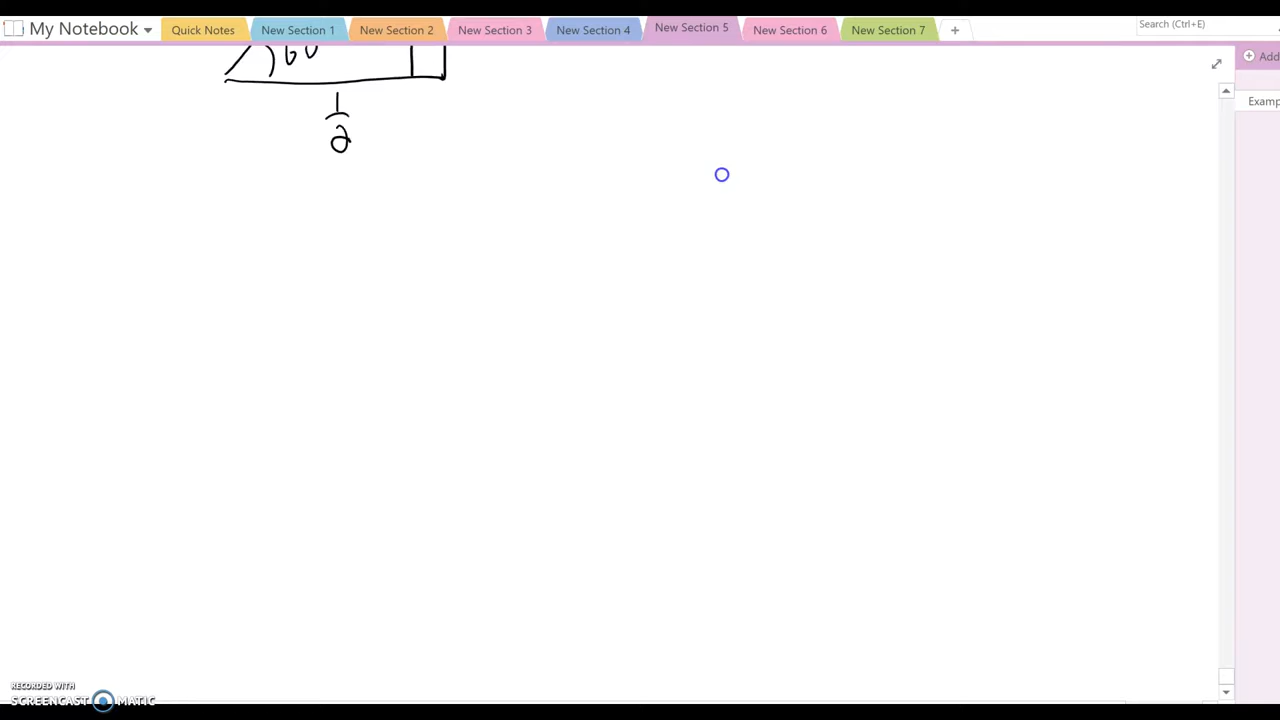 My Notebook
Quick Notes
New Section 1
New Section 2
New Section 3
New Section 4
New Section 5
New Section 6
New Section 7
+
Search (Ctrl+E)
Add
Examp
60
1
2
RECORDED WITH
SCREENCAST MATIC